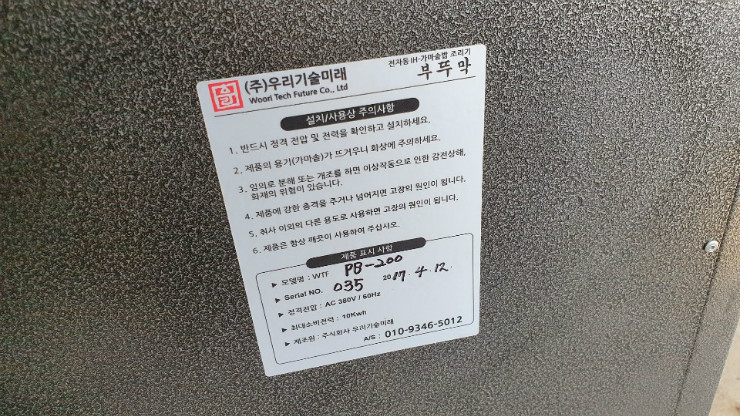 (주)우리기술미래
Woori Tech Future Co., Ltd
전자동 IH-가마솥밥 조리기
부뚜막
설치/사용상 주의사항
1. 반드시 정격 전압 및 전력을 확인하고 설치하세요.
2. 제품의 용기(가마솥)가 뜨거우니 화상에 주의하세요.
3. 임의로 분해 또는 개조를 하면 이상작동으로 인한 감전상해,
화재의 위험이 있습니다.
4. 제품에 강한 충격을 주거나 넘어지면 고장의 원인이 됩니다.
5. 취사 이외의 다른 용도로 사용하면 고장의 원인이 됩니다.
6. 제품은 항상 깨끗이 사용하여 주십시오.
제품 표시 사항
▶ 모델명 : WTF PB-200
▶ Serial NO. 035 2017. 4. 12.
▶ 정격전압 : AC 380V / 60Hz
▶ 최대소비전력 : 10Kwh
▶ 제조원 : 주식회사 우리기술미래
A/S : 010-9346-5012